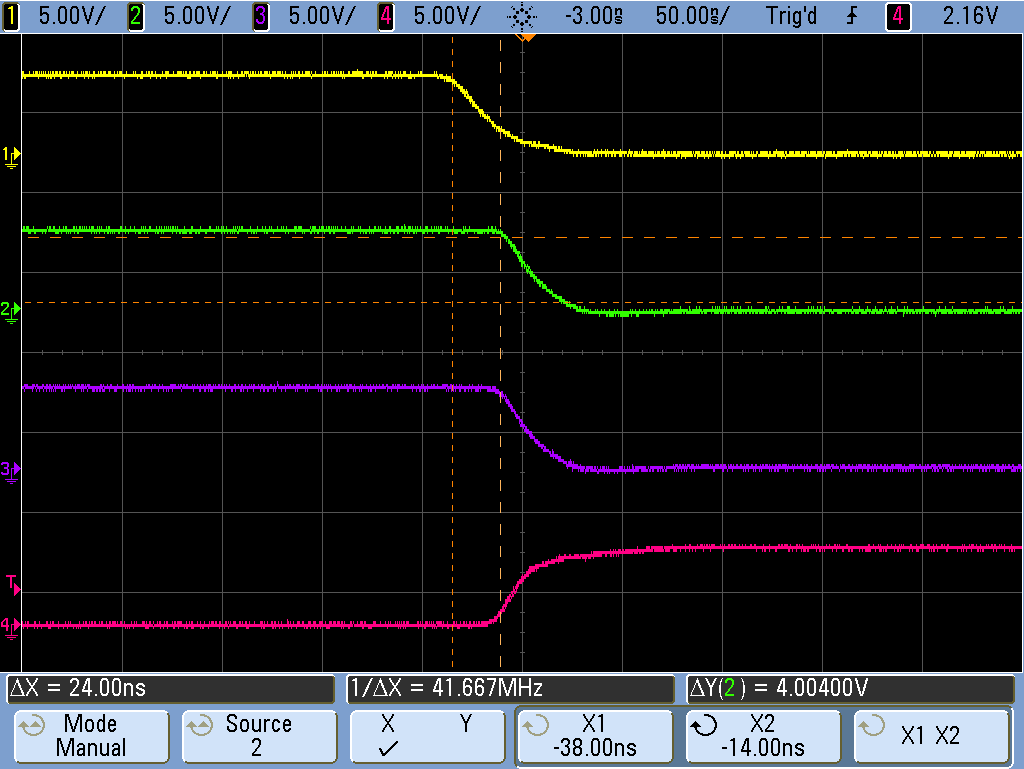 1 5.00V/ 2 5.00V/ 3 5.00V/ 4 5.00V/ -3.00ns 50.00ns/ Trig'd 4 2.16V
1
2
3
T
4
ΔX = 24.00ns 1/ΔX = 41.667MHz ΔY(2) = 4.00400V
Mode Source X Y X1 X2 X1 X2
Manual 2 -38.00ns -14.00ns